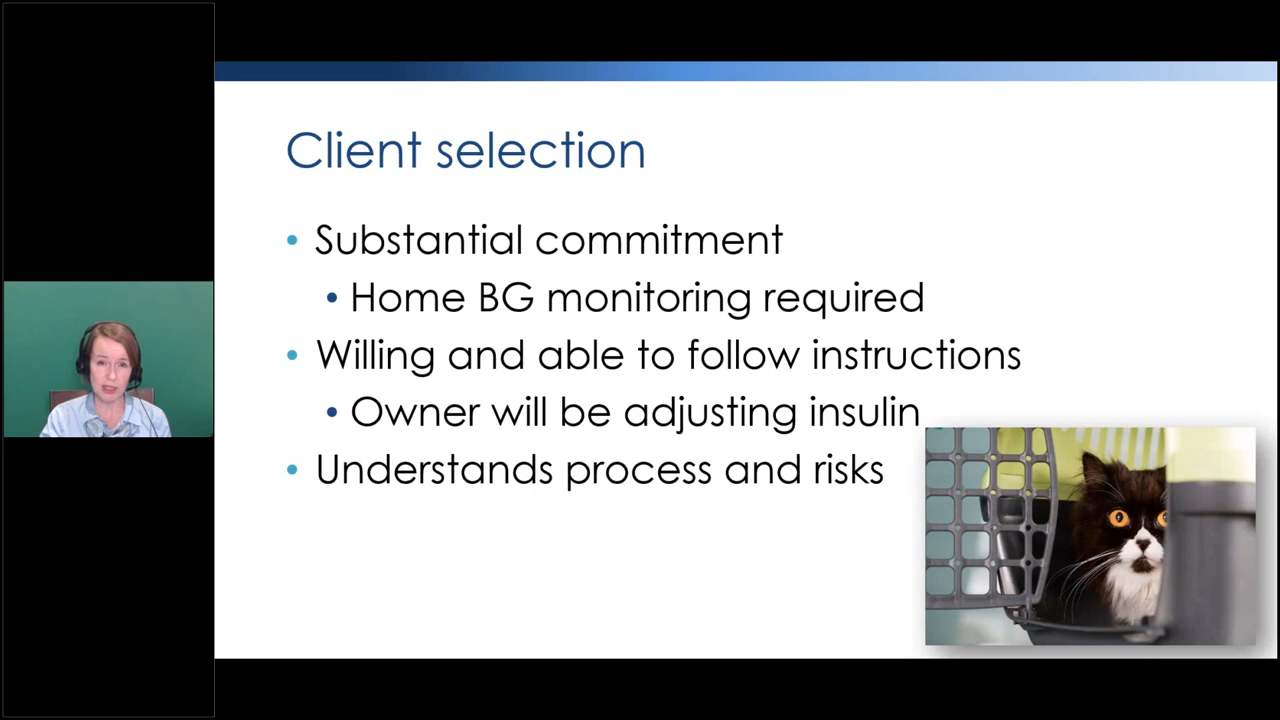 Client selection
• Substantial commitment
• Home BG monitoring required
• Willing and able to follow instructions
• Owner will be adjusting insulin
• Understands process and risks